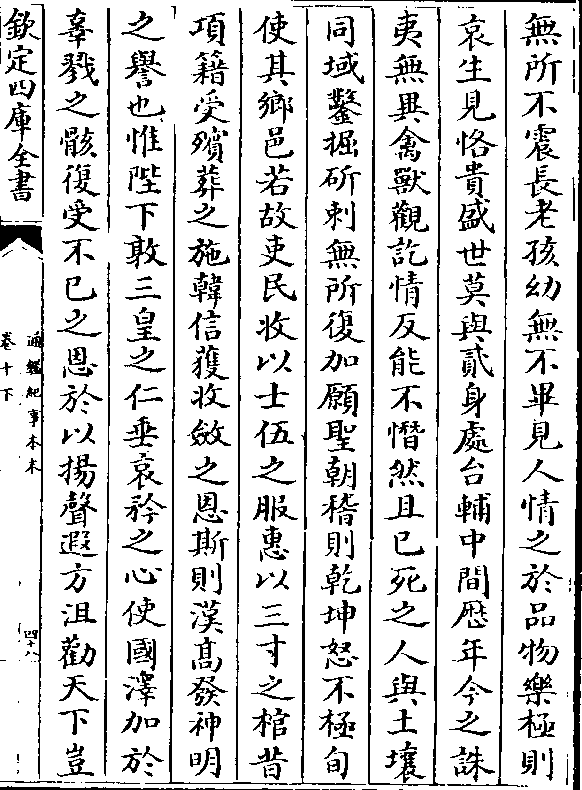 無所不震長老孩幼無不畢見人情之於品物樂極則
哀生見恪貴盛世莫與貳身處台輔中間歷年今之誅
夷無異禽獸觀訖情反能不憯然且已死之人與土壤
同域鑿掘斫刺無所復加願聖朝稽則乾坤怒不極旬
使其鄉邑若故吏民收以士伍之服惠以三寸之棺昔
項籍受殯葬之施韓信獲收斂之恩斯則漢髙發神明
之譽也惟陛下敦三皇之仁垂哀矜之心使國澤加於
辜戮之骸復受不已之恩於以揚聲遐方沮勸天下豈
欽定四庫全書
通鑑紀事本末
卷十下
四十八